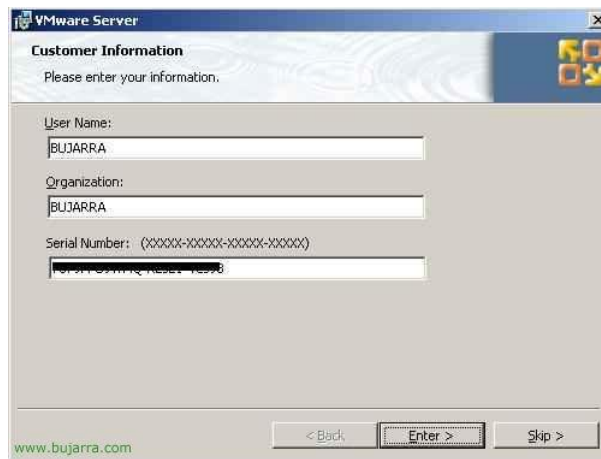 VMware Server
Customer Information
Please enter your information.
User Name:
BUJARRA
Organization:
BUJARRA
Serial Number: (XXXXX-XXXXX-XXXXX-XXXXX)
< Back
Enter >
Skip >
www.bujarra.com